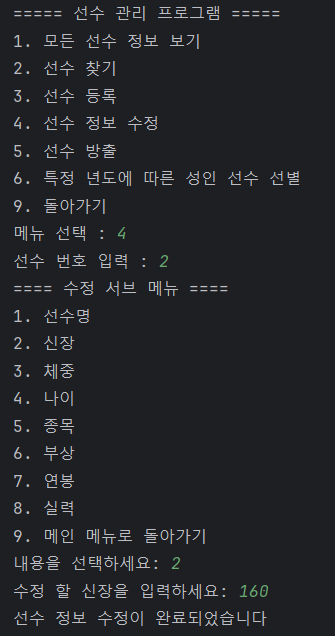 ===== 선수 관리 프로그램 =====
1. 모든 선수 정보 보기
2. 선수 찾기
3. 선수 등록
4. 선수 정보 수정
5. 선수 방출
6. 특정 년도에 따른 성인 선수 선별
9. 돌아가기
메뉴 선택 : 4
선수 번호 입력 : 2
==== 수정 서브 메뉴 ====
1. 선수명
2. 신장
3. 체중
4. 나이
5. 종목
6. 부상
7. 연봉
8. 실력
9. 메인 메뉴로 돌아가기
내용을 선택하세요: 2
수정 할 신장을 입력하세요: 160
선수 정보 수정이 완료되었습니다